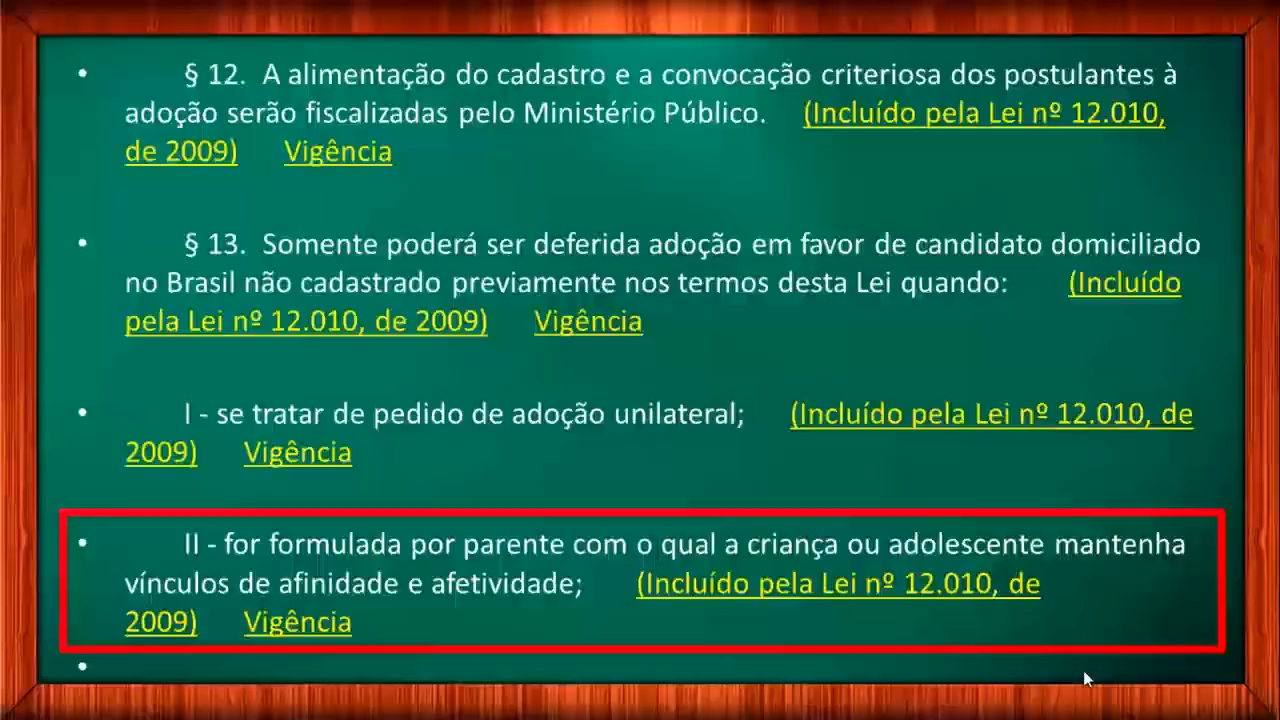 • § 12. A alimentação do cadastro e a convocação criteriosa dos postulantes à
adoção serão fiscalizadas pelo Ministério Público. (Incluído pela Lei nº 12.010,
de 2009) Vigência
• § 13. Somente poderá ser deferida adoção em favor de candidato domiciliado
no Brasil não cadastrado previamente nos termos desta Lei quando: (Incluído
pela Lei nº 12.010, de 2009) Vigência
• I - se tratar de pedido de adoção unilateral; (Incluído pela Lei nº 12.010, de
2009) Vigência
• II - for formulada por parente com o qual a criança ou adolescente mantenha
vínculos de afinidade e afetividade; (Incluído pela Lei nº 12.010, de
2009) Vigência
•